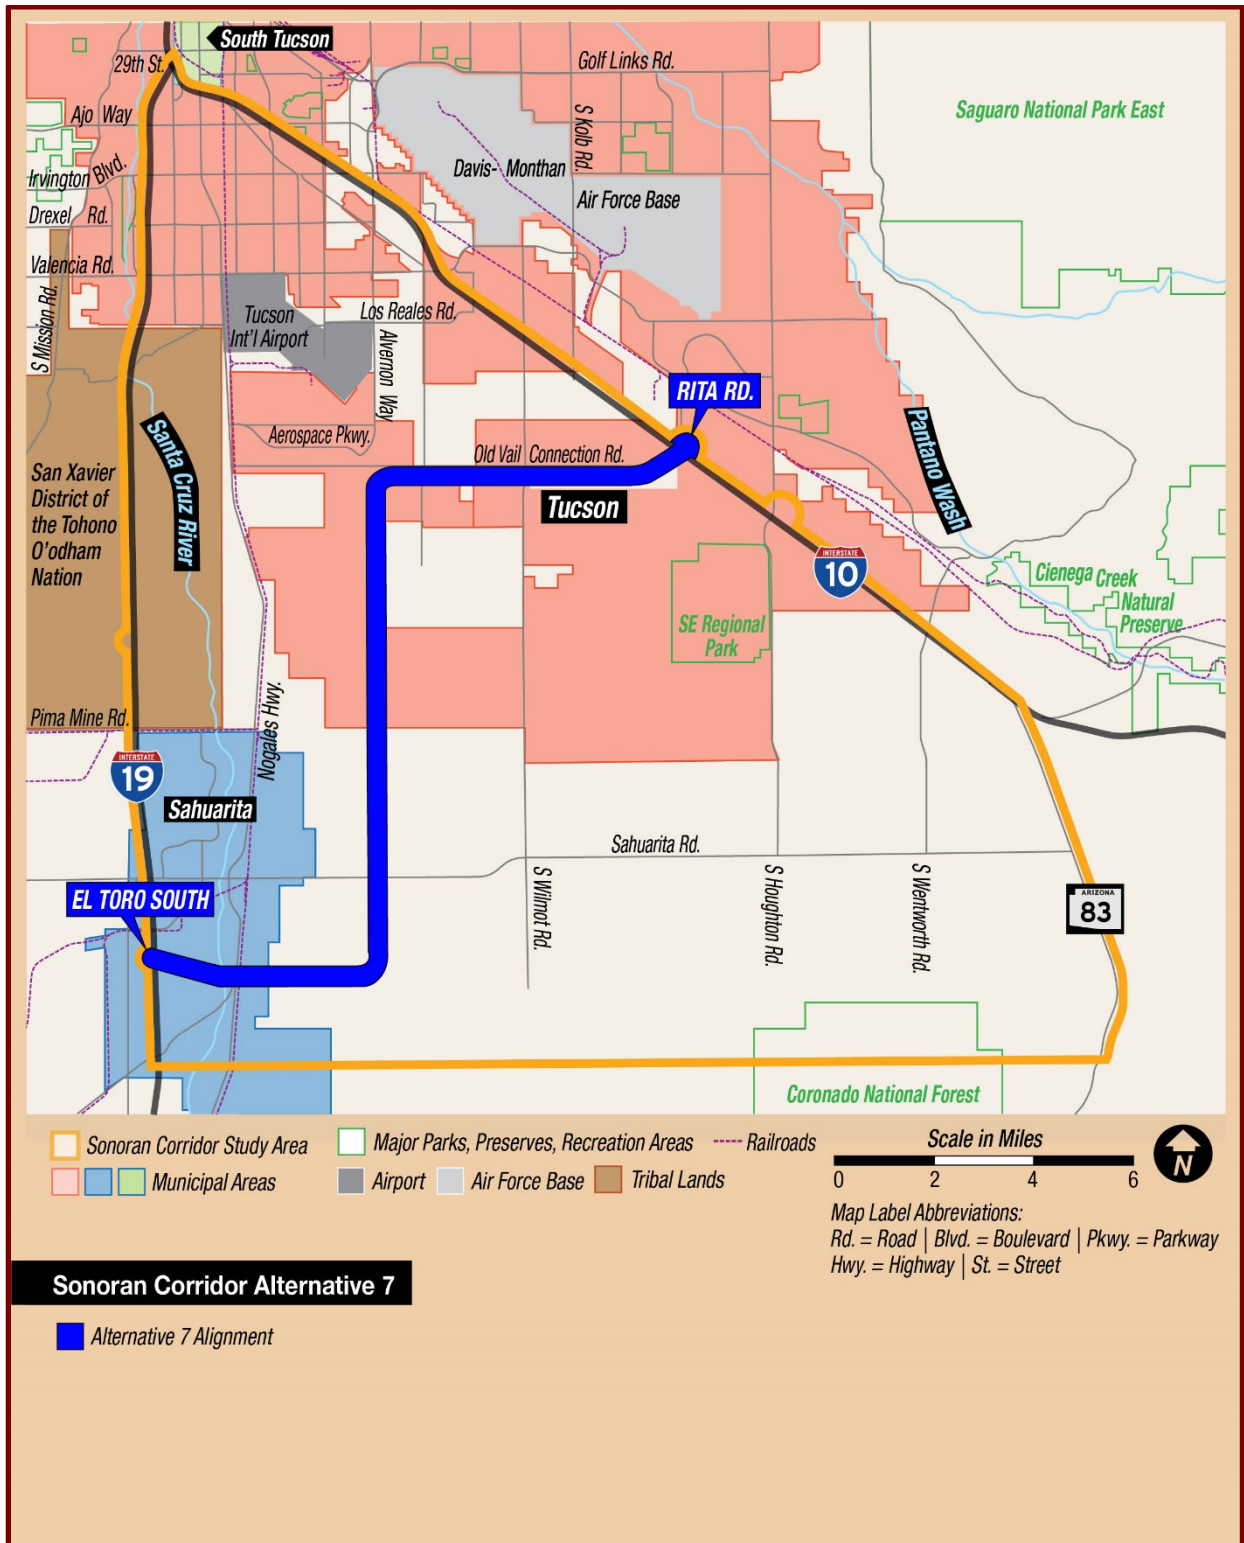 South Tucson
29th St.
Golf Links Rd.
Ajo Way
S Kolb Rd.
Saguaro National Park East
Irvington Blvd.
Davis-Monthan
Air Force Base
Drexel Rd.
Valencia Rd.
S Mission Rd.
Tucson
Int'l Airport
Los Reales Rd.
Alvernon Way
RITA RD.
Santa Cruz River
Aerospace Pkwy.
Old Vail Connection Rd.
Pantano Wash
San Xavier
District of
the Tohono
O'odham
Nation
Tucson
INTERSTATE
10
Cienega Creek
Natural
Preserve
SE Regional
Park
Nogales Hwy.
Pima Mine Rd.
INTERSTATE
19
Sahuarita
Sahuarita Rd.
EL TORO SOUTH
S Wilmot Rd.
S Houghton Rd.
S Wentworth Rd.
ARIZONA
83
Coronado National Forest
Sonoran Corridor Study Area
Major Parks, Preserves, Recreation Areas
Railroads
Municipal Areas
Airport
Air Force Base
Tribal Lands
Scale in Miles
0 2 4 6
N
Map Label Abbreviations:
Rd. = Road | Blvd. = Boulevard | Pkwy. = Parkway
Hwy. = Highway | St. = Street
Sonoran Corridor Alternative 7
Alternative 7 Alignment